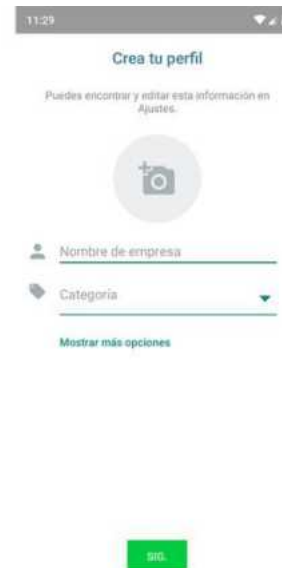 11:29
Crea tu perfil
Puedes encontrar y editar esta información en
Ajustes.
Nombre de empresa
Categoría
Mostrar más opciones
SIG.